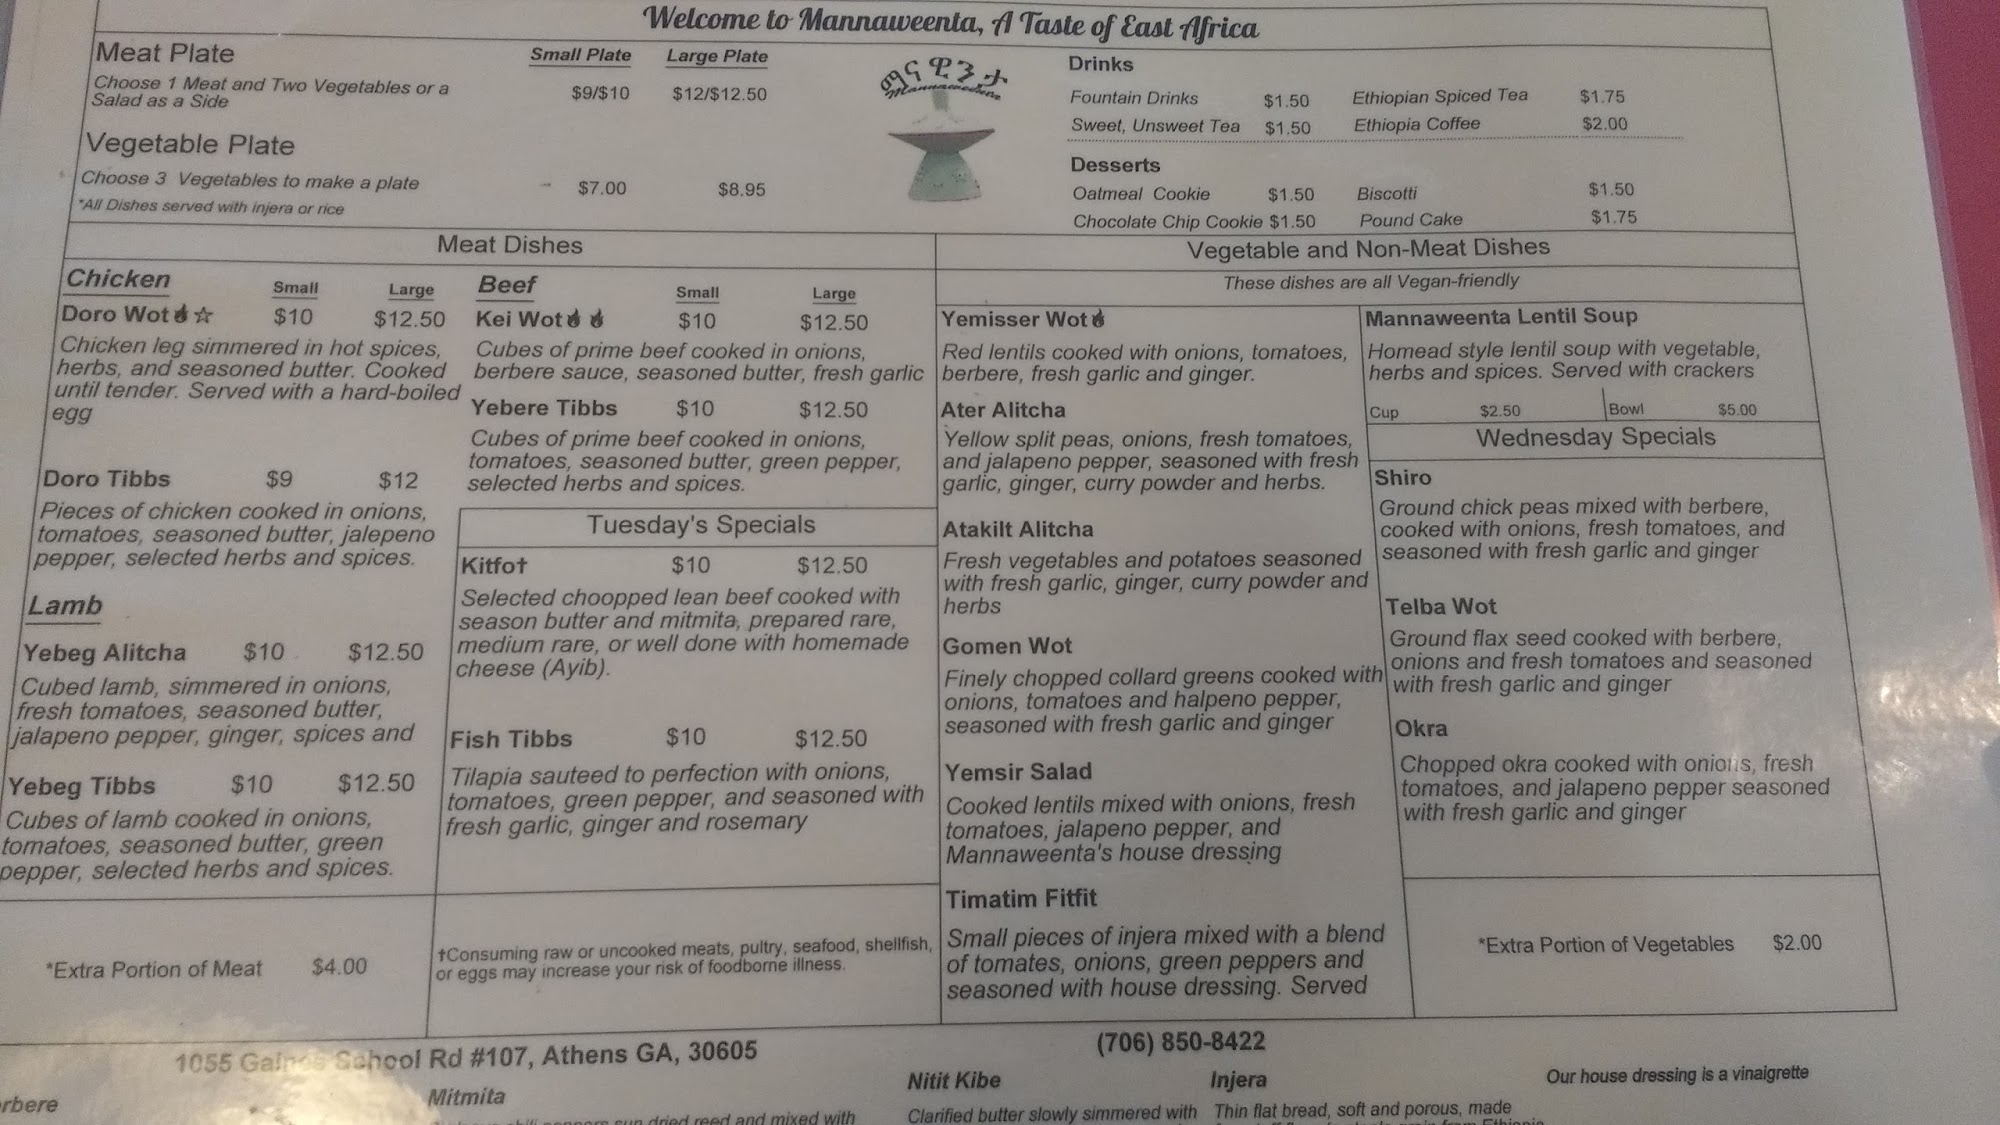 Welcome to Mannaweenta, A Taste of East Africa
Meat Plate
Small Plate Large Plate
Choose 1 Meat and Two Vegetables or a
Salad as a Side
$9/$10 $12/$12.50
Vegetable Plate
Choose 3 Vegetables to make a plate
$7.00 $8.95
*All Dishes served with injera or rice
ማናዊንታ
Mannaweenta
Drinks
Fountain Drinks $1.50 Ethiopian Spiced Tea $1.75
Sweet, Unsweet Tea $1.50 Ethiopia Coffee $2.00
Desserts
Oatmeal Cookie $1.50 Biscotti $1.50
Chocolate Chip Cookie $1.50 Pound Cake $1.75
Meat Dishes
Chicken Small Large
Doro Wot☆ $10 $12.50
Chicken leg simmered in hot spices,
herbs, and seasoned butter. Cooked
until tender. Served with a hard-boiled
egg
Doro Tibbs $9 $12
Pieces of chicken cooked in onions,
tomatoes, seasoned butter, jalepeno
pepper, selected herbs and spices.
Lamb
Yebeg Alitcha $10 $12.50
Cubed lamb, simmered in onions,
fresh tomatoes, seasoned butter,
jalapeno pepper, ginger, spices and
Yebeg Tibbs $10 $12.50
Cubes of lamb cooked in onions,
tomatoes, seasoned butter, green
pepper, selected herbs and spices.
*Extra Portion of Meat $4.00
Beef Small Large
Kei Wot $10 $12.50
Cubes of prime beef cooked in onions,
berbere sauce, seasoned butter, fresh garlic
Yebere Tibbs $10 $12.50
Cubes of prime beef cooked in onions,
tomatoes, seasoned butter, green pepper,
selected herbs and spices.
Tuesday's Specials
Kitfo† $10 $12.50
Selected choopped lean beef cooked with
season butter and mitmita, prepared rare,
medium rare, or well done with homemade
cheese (Ayib).
Fish Tibbs $10 $12.50
Tilapia sauteed to perfection with onions,
tomatoes, green pepper, and seasoned with
fresh garlic, ginger and rosemary
†Consuming raw or uncooked meats, pultry, seafood, shellfish,
or eggs may increase your risk of foodborne illness.
Vegetable and Non-Meat Dishes
These dishes are all Vegan-friendly
Yemisser Wot
Red lentils cooked with onions, tomatoes,
berbere, fresh garlic and ginger.
Ater Alitcha
Yellow split peas, onions, fresh tomatoes,
and jalapeno pepper, seasoned with fresh
garlic, ginger, curry powder and herbs.
Atakilt Alitcha
Fresh vegetables and potatoes seasoned
with fresh garlic, ginger, curry powder and
herbs
Gomen Wot
Finely chopped collard greens cooked with
onions, tomatoes and halpeno pepper,
seasoned with fresh garlic and ginger
Yemsir Salad
Cooked lentils mixed with onions, fresh
tomatoes, jalapeno pepper, and
Mannaweenta's house dressing
Timatim Fitfit
Small pieces of injera mixed with a blend
of tomates, onions, green peppers and
seasoned with house dressing. Served
Mannaweenta Lentil Soup
Homead style lentil soup with vegetable,
herbs and spices. Served with crackers
Cup $2.50 Bowl $5.00
Wednesday Specials
Shiro
Ground chick peas mixed with berbere,
cooked with onions, fresh tomatoes, and
seasoned with fresh garlic and ginger
Telba Wot
Ground flax seed cooked with berbere,
onions and fresh tomatoes and seasoned
with fresh garlic and ginger
Okra
Chopped okra cooked with onions, fresh
tomatoes, and jalapeno pepper seasoned
with fresh garlic and ginger
*Extra Portion of Vegetables $2.00
1055 Gaines School Rd #107, Athens GA, 30605
(706) 850-8422
rbere
Mitmita
sun dried reed and mixed with
Nitit Kibe
Clarified butter slowly simmered with
Injera
Thin flat bread, soft and porous, made
Our house dressing is a vinaigrette